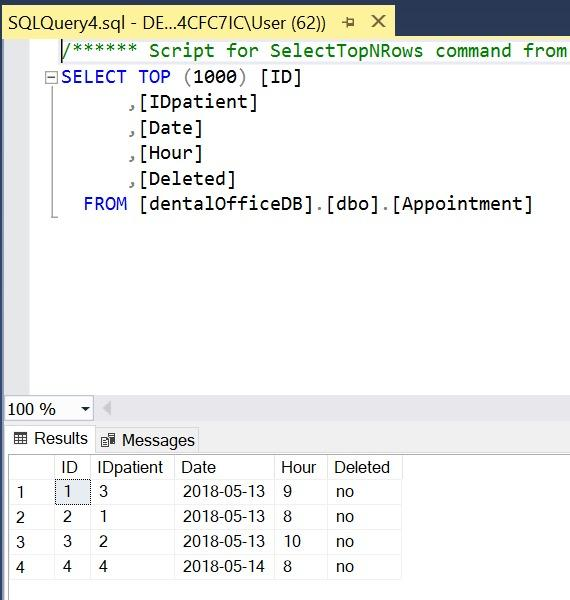 SQLQuery4.sql - DE...4CFC7IC\User (62))
/****** Script for SelectTopNRows command from
SELECT TOP (1000) [ID]
,[IDpatient]
,[Date]
,[Hour]
,[Deleted]
FROM [dentalOfficeDB].[dbo].[Appointment]
100 %
Results Messages
ID IDpatient Date Hour Deleted
1 1 3 2018-05-13 9 no
2 2 1 2018-05-13 8 no
3 3 2 2018-05-13 10 no
4 4 4 2018-05-14 8 no